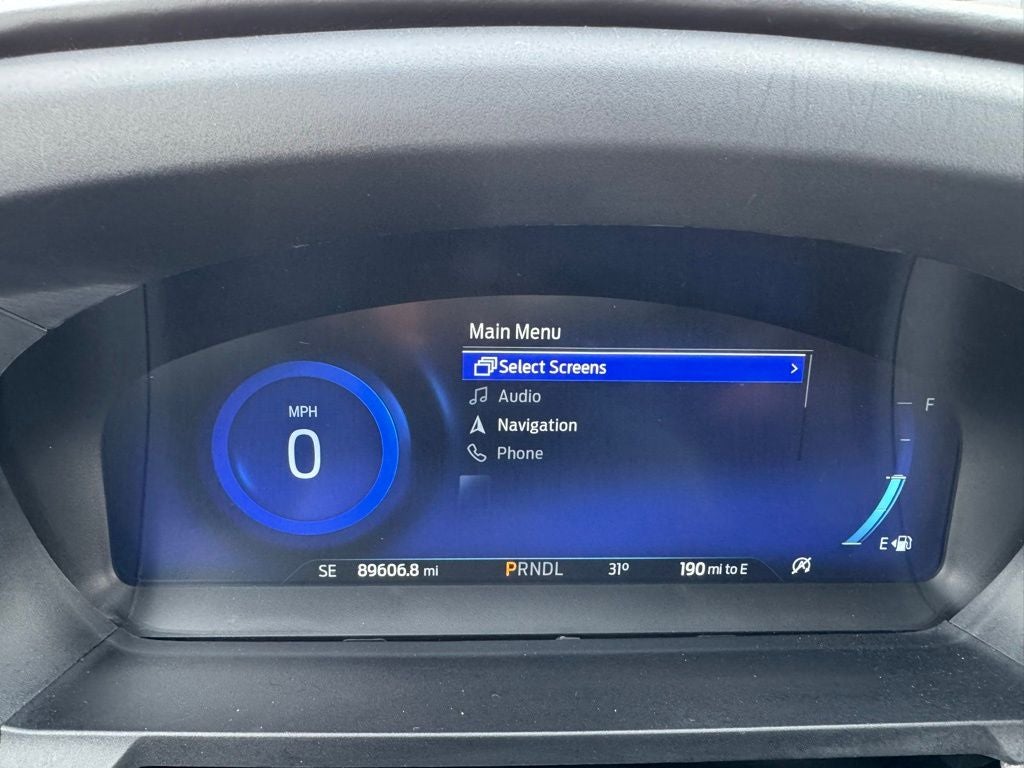 Main Menu
Select Screens >
Audio
Navigation
Phone
MPH
0
F
E
SE 89606.8 mi PRNDL 31° 190 mi to E